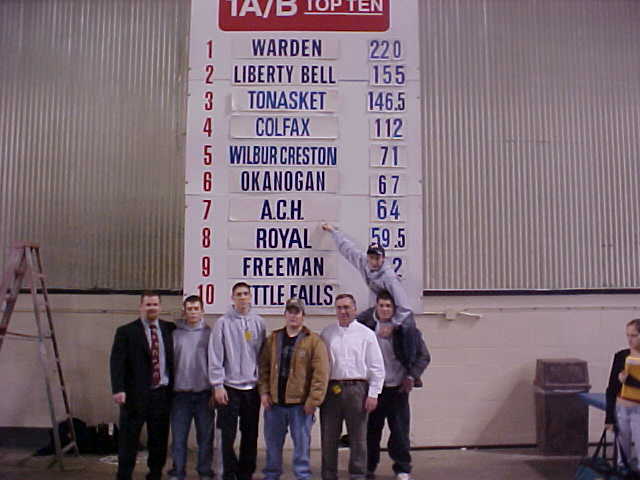 1A/B TOP TEN
1 WARDEN 220
2 LIBERTY BELL 155
3 TONASKET 146.5
4 COLFAX 112
5 WILBUR CRESTON 71
6 OKANOGAN 67
7 A.C.H. 64
8 ROYAL 59.5
9 FREEMAN 2
10 TTLE FALLS